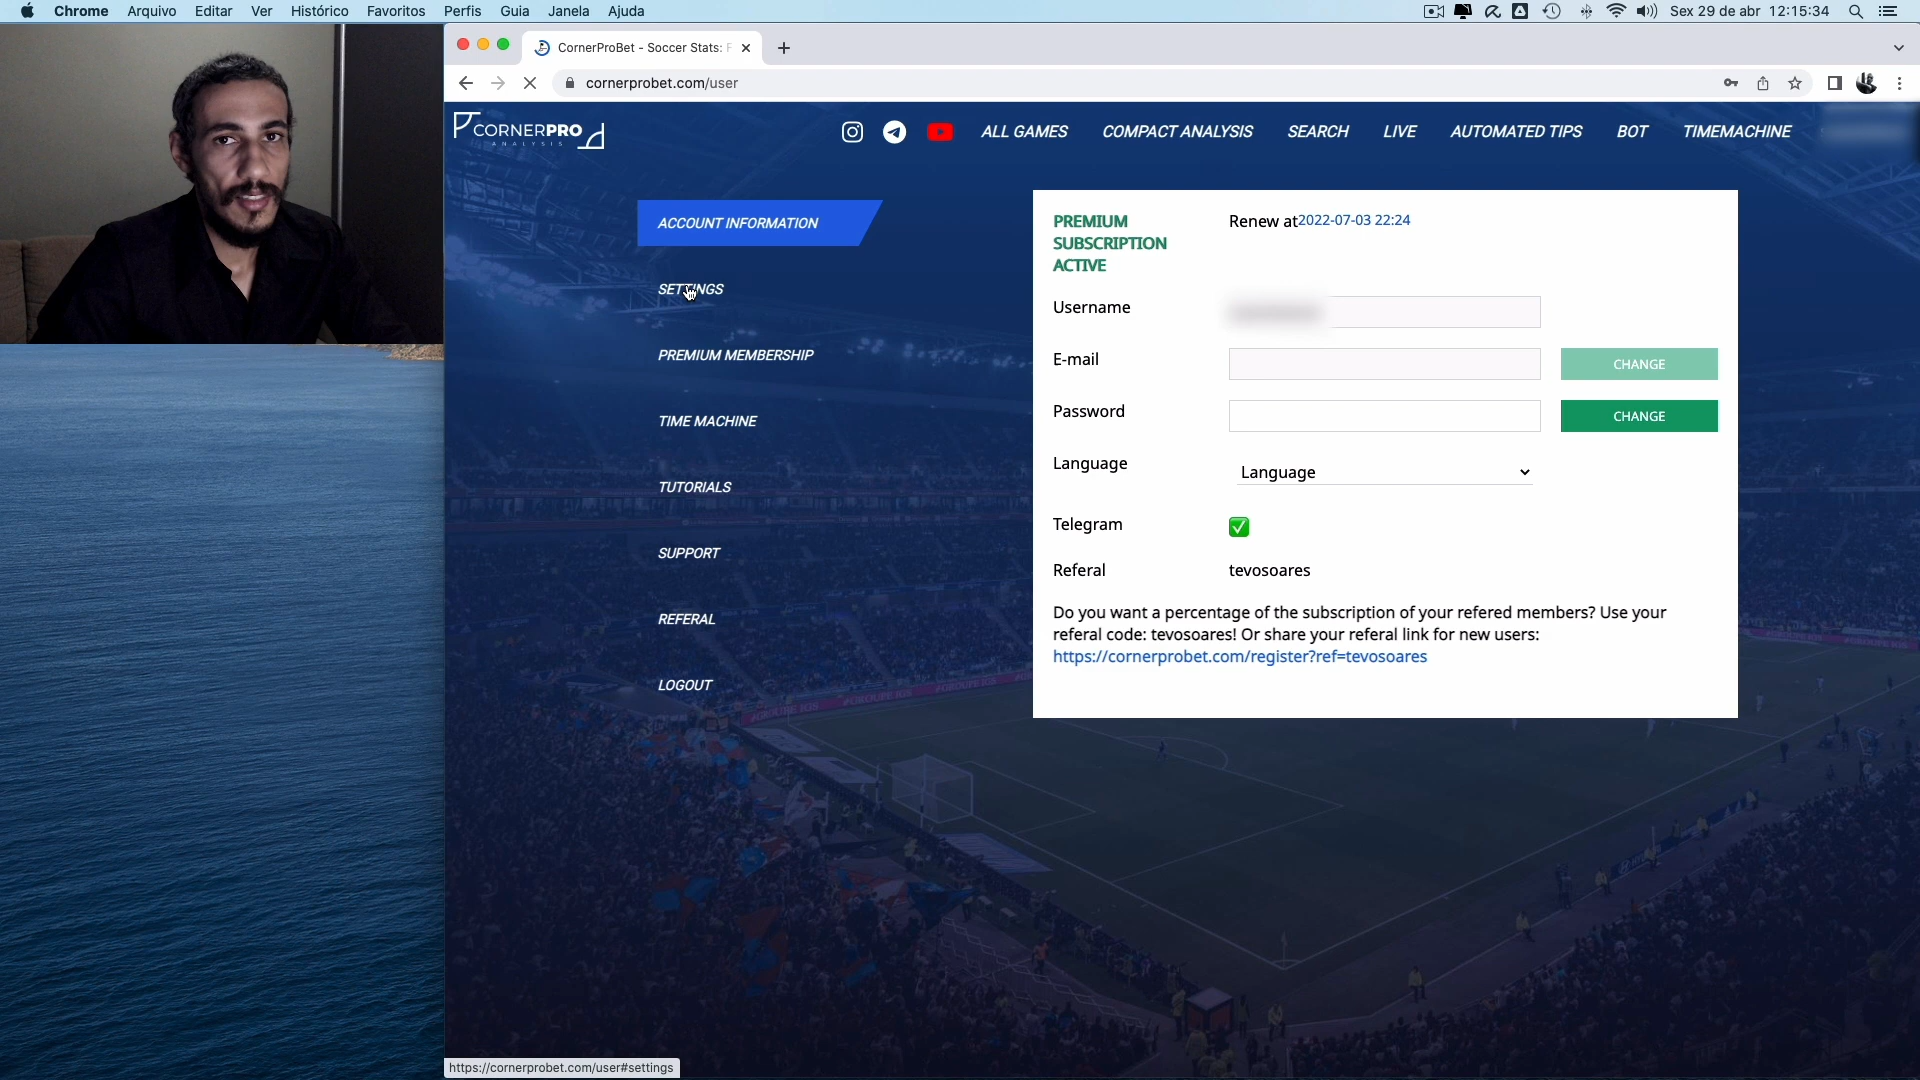 Chrome Arquivo Editar Ver Histórico Favoritos Perfis Guia Janela Ajuda Sex 29 de abr 12:15:34
CornerProBet - Soccer Stats: F
cornerprobet.com/user
CORNERPRO
ANALYSIS
ALL GAMES COMPACT ANALYSIS SEARCH LIVE AUTOMATED TIPS BOT TIMEMACHINE
ACCOUNT INFORMATION
SETTINGS
PREMIUM MEMBERSHIP
TIME MACHINE
TUTORIALS
SUPPORT
REFERAL
LOGOUT
PREMIUM
SUBSCRIPTION
ACTIVE
Renew at2022-07-03 22:24
Username
E-mail
CHANGE
Password
CHANGE
Language Language
Telegram
Referal tevosoares
Do you want a percentage of the subscription of your refered members? Use your
referal code: tevosoares! Or share your referal link for new users:
https://cornerprobet.com/register?ref=tevosoares
https://cornerprobet.com/user#settings